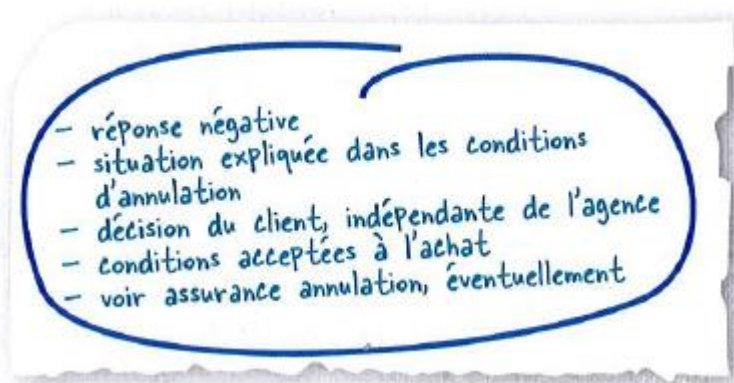 – réponse négative
– situation expliquée dans les conditions
d'annulation
– décision du client, indépendante de l'agence
– conditions acceptées à l'achat
– voir assurance annulation, éventuellement